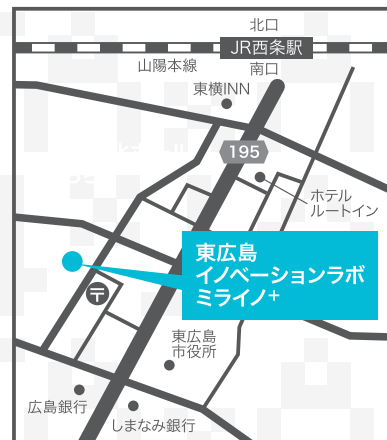 北口
JR西条駅
山陽本線
南口
東横INN
195
ホテル
ルートイン
東広島
イノベーションラボ
ミライノ+
〒
東広島
市役所
広島銀行
しまなみ銀行